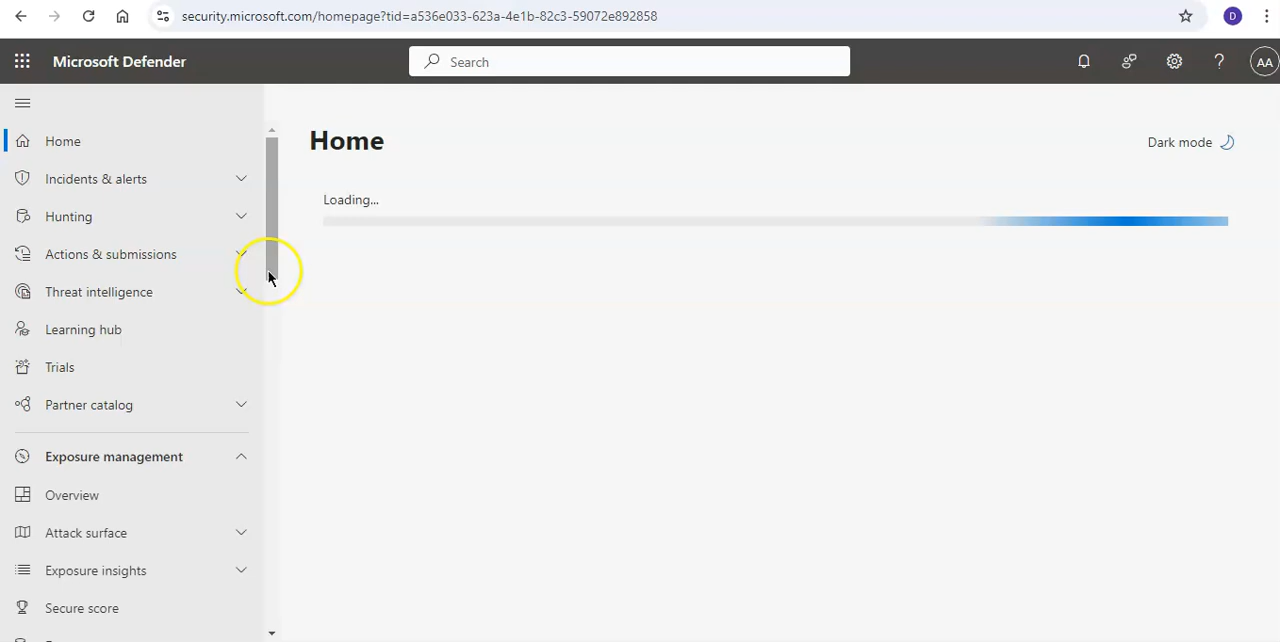 security.microsoft.com/homepage?tid=a536e033-623a-4e1b-82c3-59072e892858
D
Microsoft Defender
Search
?
AA
Home
Incidents & alerts
Hunting
Actions & submissions
Threat intelligence
Learning hub
Trials
Partner catalog
Exposure management
Overview
Attack surface
Exposure insights
Secure score
Home
Dark mode
Loading...